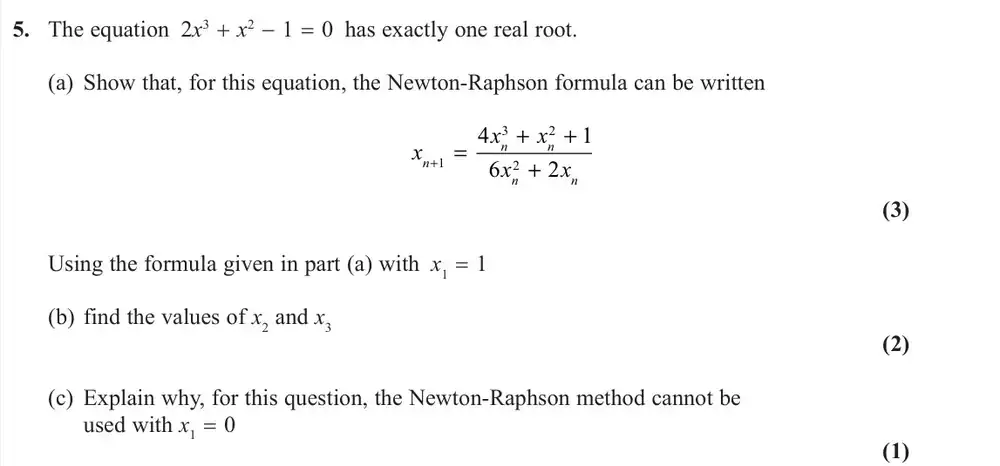 5. The equation 2x³ + x² − 1 = 0 has exactly one real root.
(a) Show that, for this equation, the Newton-Raphson formula can be written
xₙ₊₁ = (4xₙ³ + xₙ² + 1) / (6xₙ² + 2xₙ)
(3)
Using the formula given in part (a) with x₁ = 1
(b) find the values of x₂ and x₃
(2)
(c) Explain why, for this question, the Newton-Raphson method cannot be
used with x₁ = 0
(1)